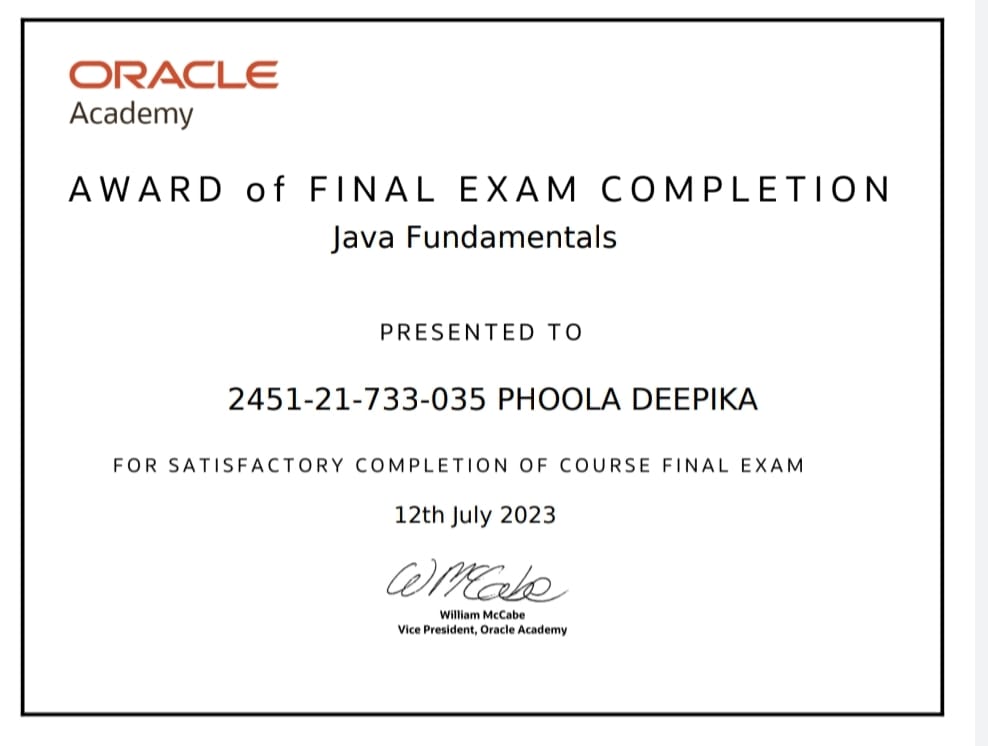 ORACLE
Academy
AWARD of FINAL EXAM COMPLETION
Java Fundamentals
PRESENTED TO
2451-21-733-035 PHOOLA DEEPIKA
FOR SATISFACTORY COMPLETION OF COURSE FINAL EXAM
12th July 2023
WMcCabe
William McCabe
Vice President, Oracle Academy